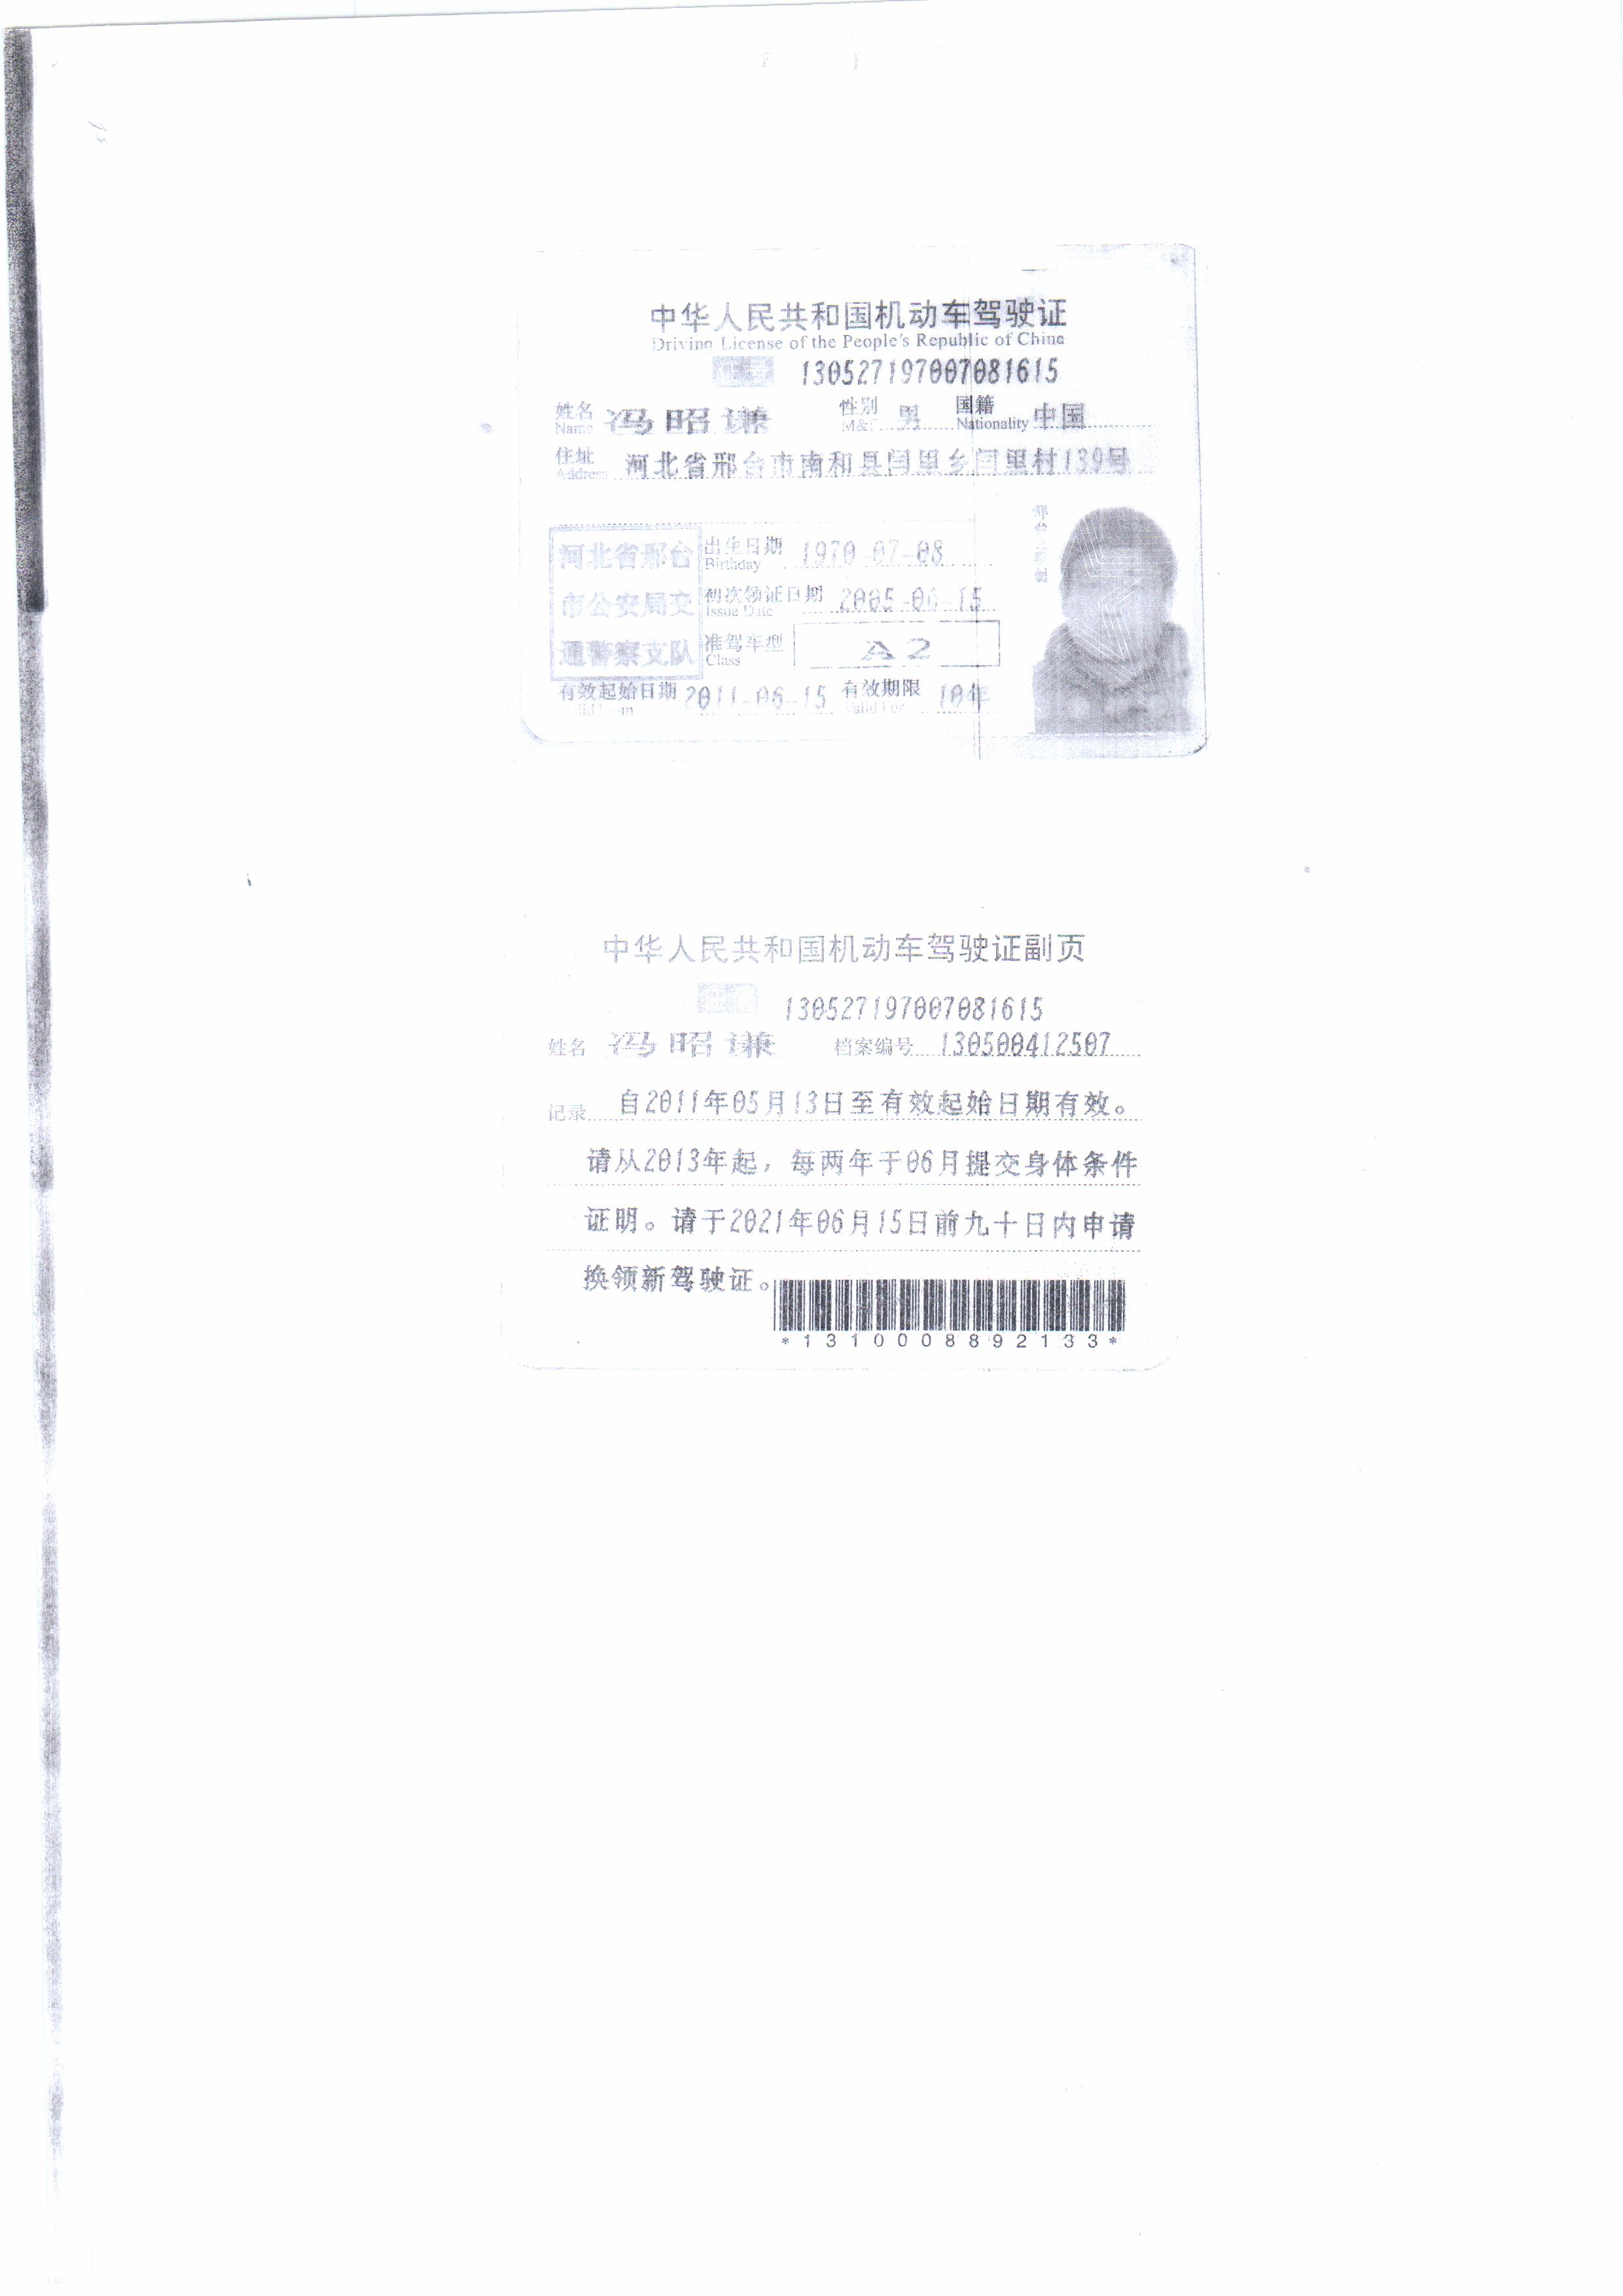 中华人民共和国机动车驾驶证
Driving License of the People's Republic of China
证号 130527197007081615
姓名 Name 冯昭谦 性别 男 国籍 Nationality 中国
住址 Address 河北省邢台市南和县闫里乡闫里村139号
河北省邢台
市公安局交
通警察支队
出生日期 Birthday 1970-07-08
初次领证日期 Issue Date 2005-06-15
准驾车型 Class A2
有效起始日期 Valid From 2011-06-15 有效期限 Valid For 10年
中华人民共和国机动车驾驶证副页
证号 130527197007081615
姓名 冯昭谦 档案编号 130500412507
记录 自2011年05月13日至有效起始日期有效。
请从2013年起，每两年于06月提交身体条件
证明。请于2021年06月15日前九十日内申请
换领新驾驶证。
*1310008892133*